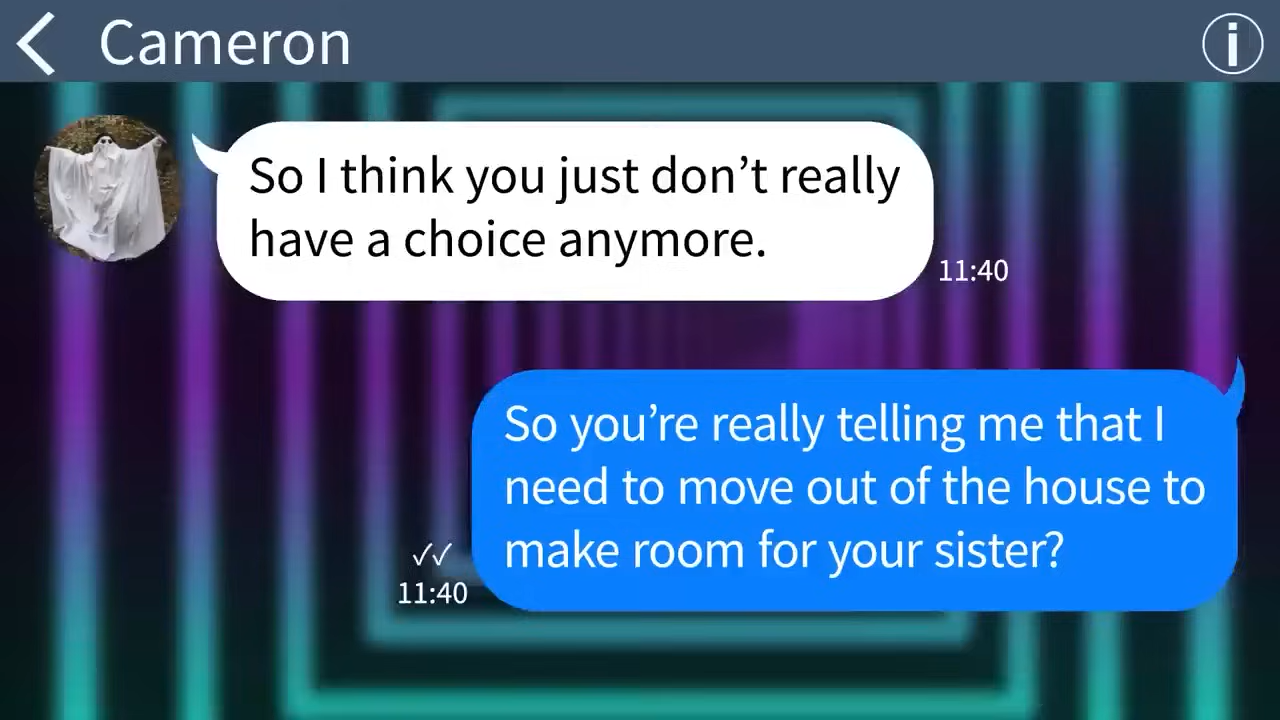 Cameron
So I think you just don’t really
have a choice anymore.
11:40
So you’re really telling me that I
need to move out of the house to
make room for your sister?
11:40